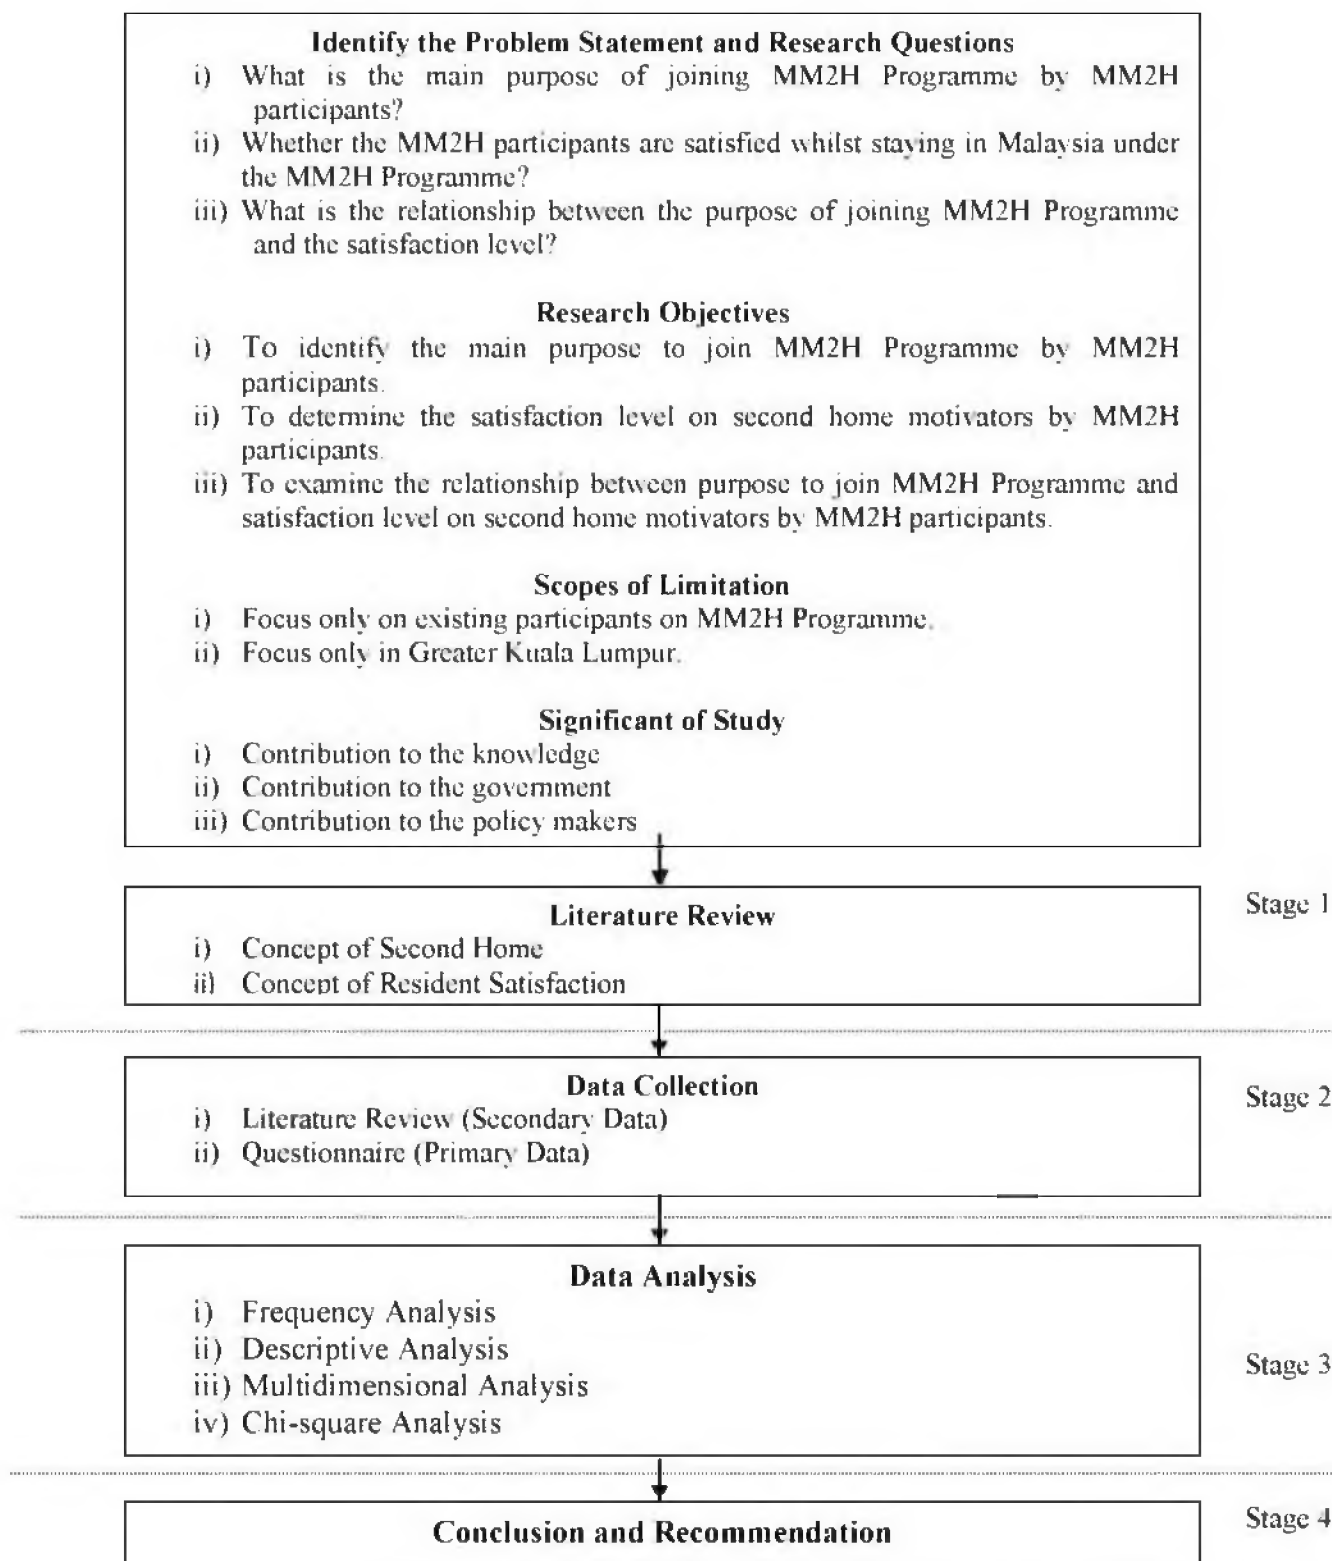 Identify the Problem Statement and Research Questions
i) What is the main purpose of joining MM2H Programme by MM2H
participants?
ii) Whether the MM2H participants are satisfied whilst staying in Malaysia under
the MM2H Programme?
iii) What is the relationship between the purpose of joining MM2H Programme
and the satisfaction level?
Research Objectives
i) To identify the main purpose to join MM2H Programme by MM2H
participants.
ii) To determine the satisfaction level on second home motivators by MM2H
participants.
iii) To examine the relationship between purpose to join MM2H Programme and
satisfaction level on second home motivators by MM2H participants.
Scopes of Limitation
i) Focus only on existing participants on MM2H Programme.
ii) Focus only in Greater Kuala Lumpur.
Significant of Study
i) Contribution to the knowledge
ii) Contribution to the government
iii) Contribution to the policy makers
Stage 1
Literature Review
i) Concept of Second Home
ii) Concept of Resident Satisfaction
Data Collection
Stage 2
i) Literature Review (Secondary Data)
ii) Questionnaire (Primary Data)
Data Analysis
i) Frequency Analysis
ii) Descriptive Analysis
Stage 3
iii) Multidimensional Analysis
iv) Chi-square Analysis
Stage 4
Conclusion and Recommendation